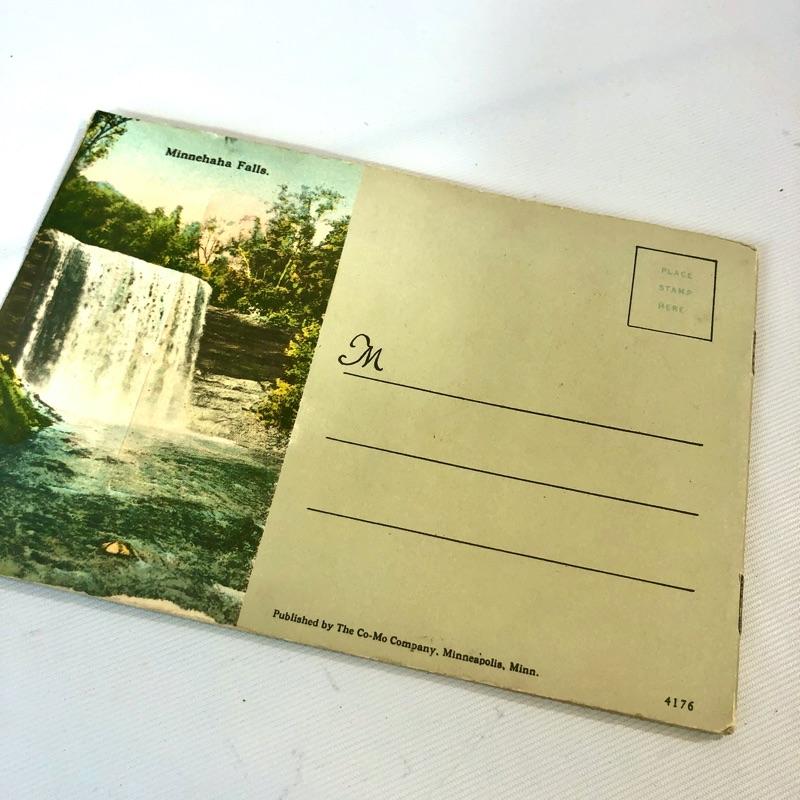 Minnehaha Falls.
PLACE
STAMP
HERE
M
Published by The Co-Mo Company, Minneapolis, Minn.
4176